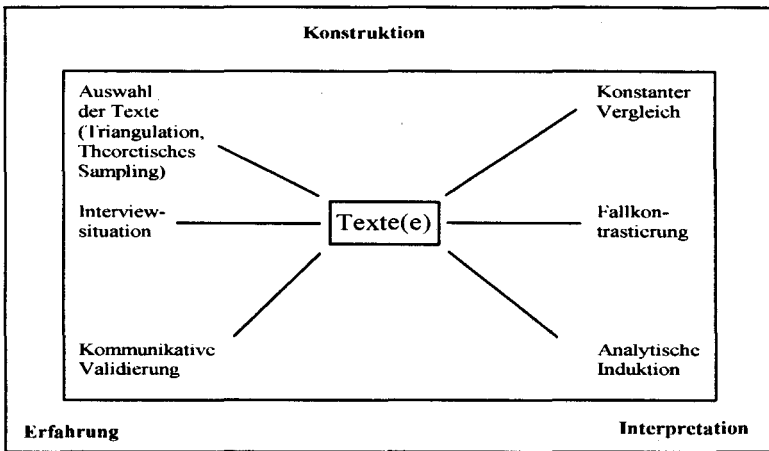 Konstruktion
Auswahl
der Texte
(Triangulation,
Theoretisches
Sampling)
Konstanter
Vergleich
Interview-
situation
Texte(e)
Fallkon-
trastierung
Kommunikative
Validierung
Analytische
Induktion
Erfahrung
Interpretation